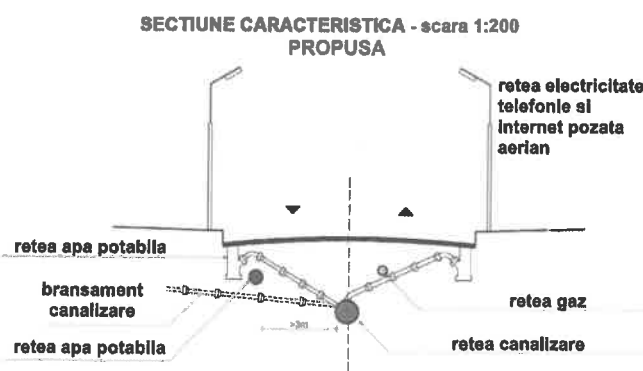 SECTIUNE CARACTERISTICA - scara 1:200
PROPUSA
retea electricitate
telefonie si
internet pozata
aerian
retea apa potabila
bransament
canalizare
retea gaz
>3m
retea apa potabila
retea canalizare